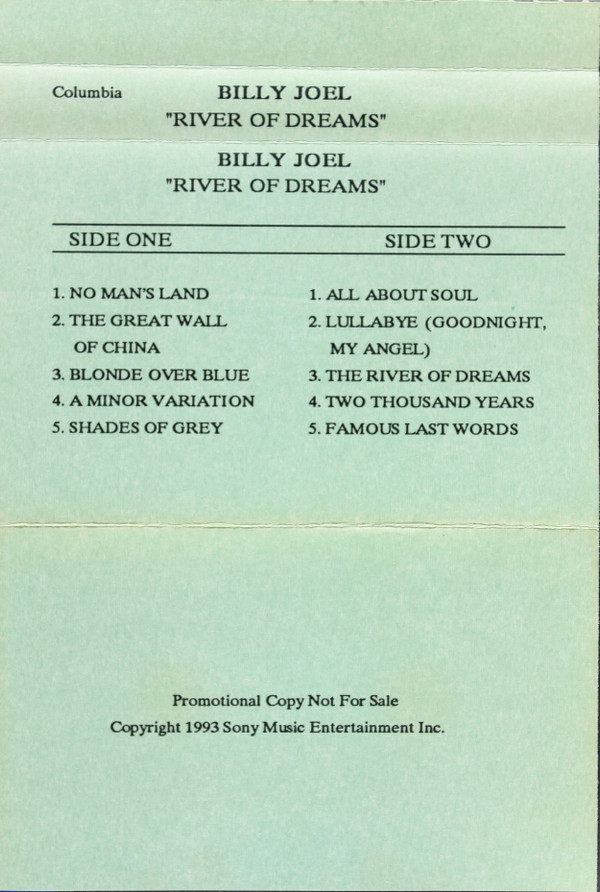 Columbia
BILLY JOEL
"RIVER OF DREAMS"
BILLY JOEL
"RIVER OF DREAMS"
SIDE ONE
1. NO MAN'S LAND
2. THE GREAT WALL
OF CHINA
3. BLONDE OVER BLUE
4. A MINOR VARIATION
5. SHADES OF GREY
SIDE TWO
1. ALL ABOUT SOUL
2. LULLABYE (GOODNIGHT,
MY ANGEL)
3. THE RIVER OF DREAMS
4. TWO THOUSAND YEARS
5. FAMOUS LAST WORDS
Promotional Copy Not For Sale
Copyright 1993 Sony Music Entertainment Inc.